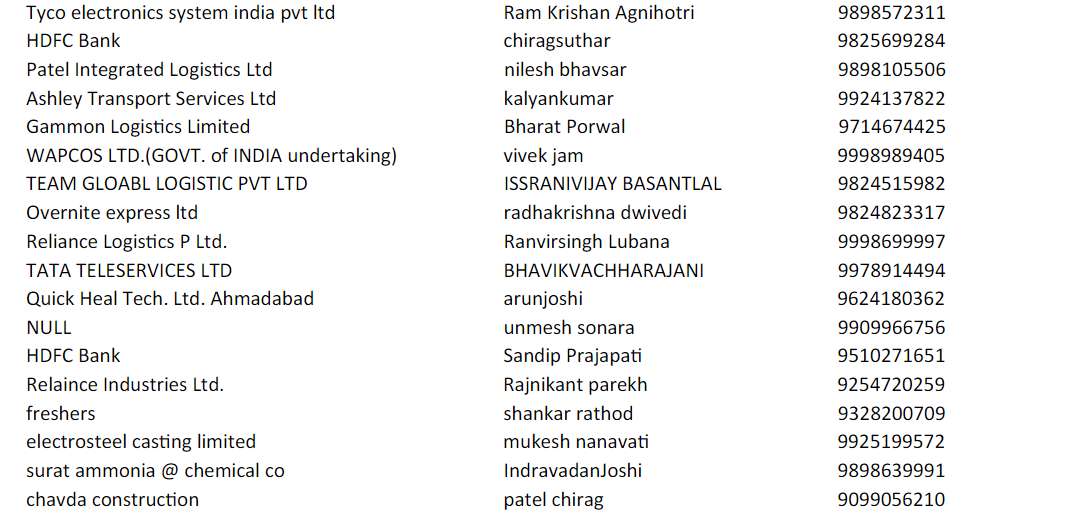 Tyco electronics system india pvt ltd Ram Krishan Agnihotri 9898572311
HDFC Bank chiragsuthar 9825699284
Patel Integrated Logistics Ltd nilesh bhavsar 9898105506
Ashley Transport Services Ltd kalyankumar 9924137822
Gammon Logistics Limited Bharat Porwal 9714674425
WAPCOS LTD.(GOVT. of INDIA undertaking) vivek jam 9998989405
TEAM GLOABL LOGISTIC PVT LTD ISSRANIVIJAY BASANTLAL 9824515982
Overnite express ltd radhakrishna dwivedi 9824823317
Reliance Logistics P Ltd. Ranvirsingh Lubana 9998699997
TATA TELESERVICES LTD BHAVIKVACHHARAJANI 9978914494
Quick Heal Tech. Ltd. Ahmadabad arunjoshi 9624180362
NULL unmesh sonara 9909966756
HDFC Bank Sandip Prajapati 9510271651
Relaince Industries Ltd. Rajnikant parekh 9254720259
freshers shankar rathod 9328200709
electrosteel casting limited mukesh nanavati 9925199572
surat ammonia @ chemical co IndravadanJoshi 9898639991
chavda construction patel chirag 9099056210